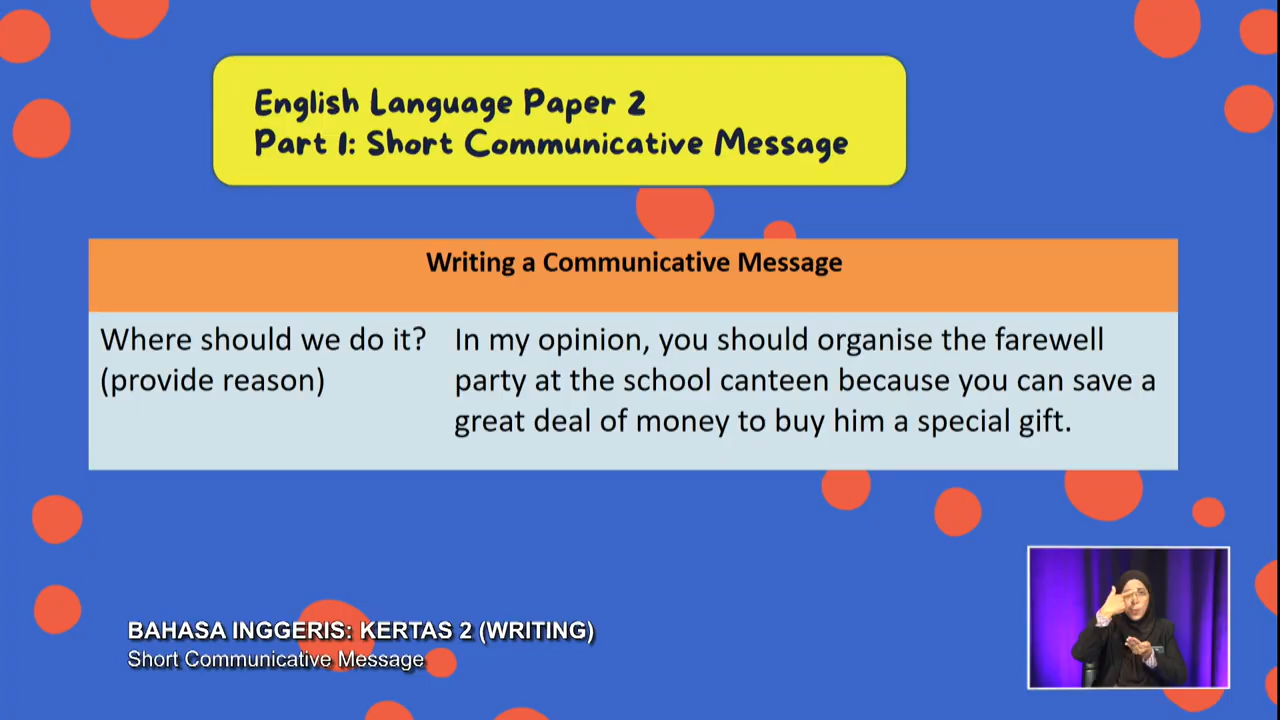 English Language Paper 2
Part 1: Short Communicative Message
Writing a Communicative Message
Where should we do it?
(provide reason)
In my opinion, you should organise the farewell
party at the school canteen because you can save a
great deal of money to buy him a special gift.
BAHASA INGGERIS: KERTAS 2 (WRITING)
Short Communicative Message